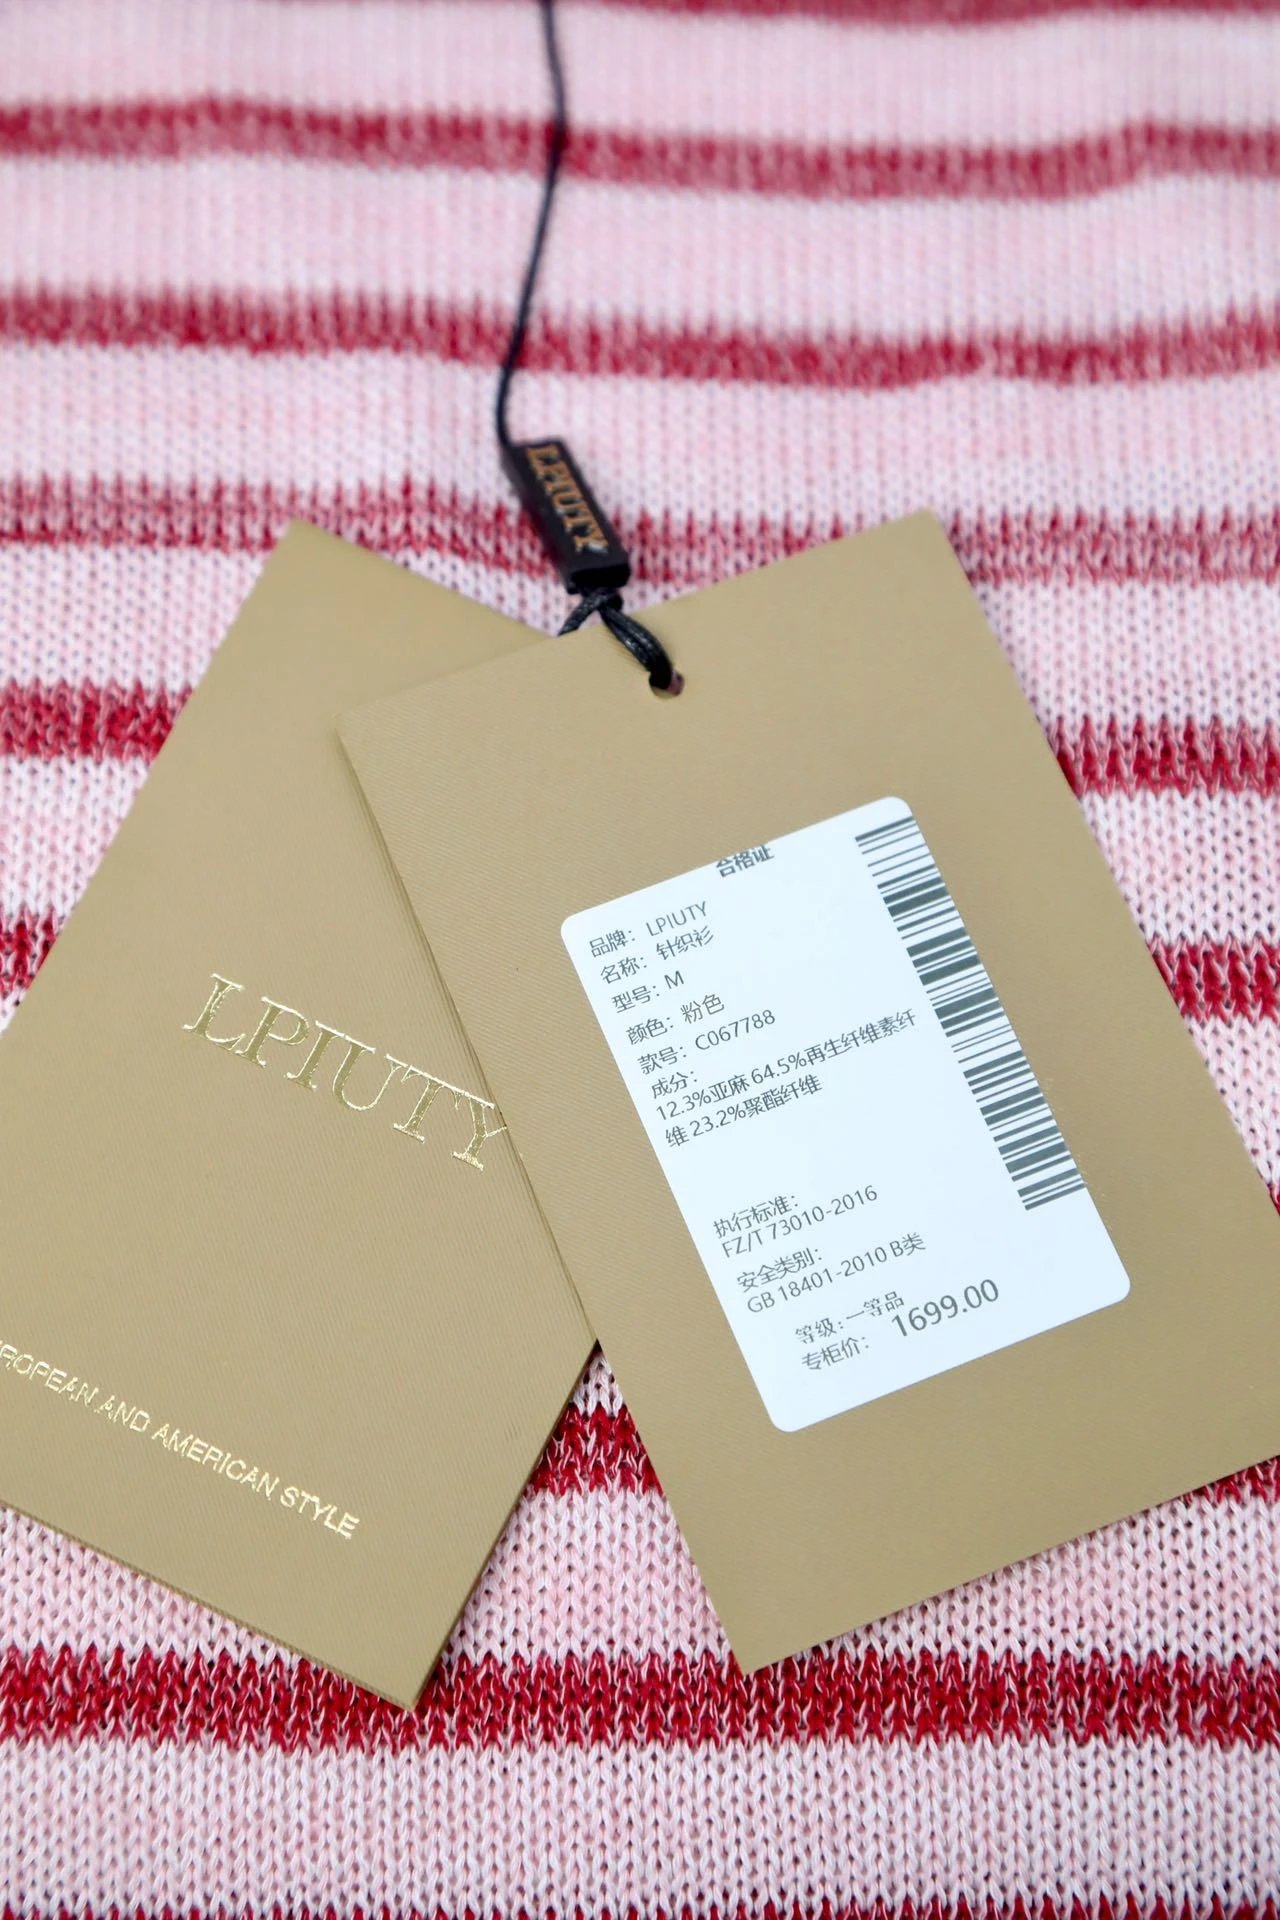 LPIUTY
LPIUTY
EUROPEAN AND AMERICAN STYLE
合格证
品牌：LPIUTY
名称：针织衫
型号：M
颜色：粉色
款号：C067788
成分：
12.3%亚麻 64.5%再生纤维素纤
维 23.2%聚酯纤维
执行标准：
FZ/T 73010-2016
安全类别：
GB 18401-2010 B类
等级：一等品
专柜价：1699.00